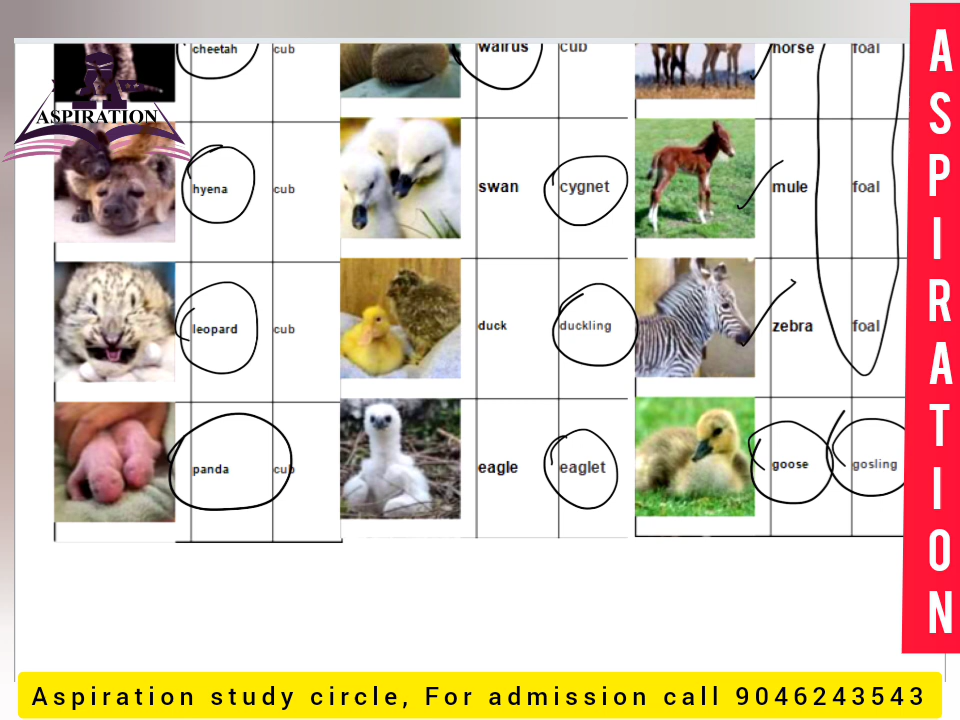 cheetah cub
walrus cub
horse foal
ASPIRATION
hyena cub
swan cygnet
mule foal
leopard cub
duck duckling
zebra foal
panda cub
eagle eaglet
goose gosling
ASPIRATION
Aspiration study circle, For admission call 9046243543